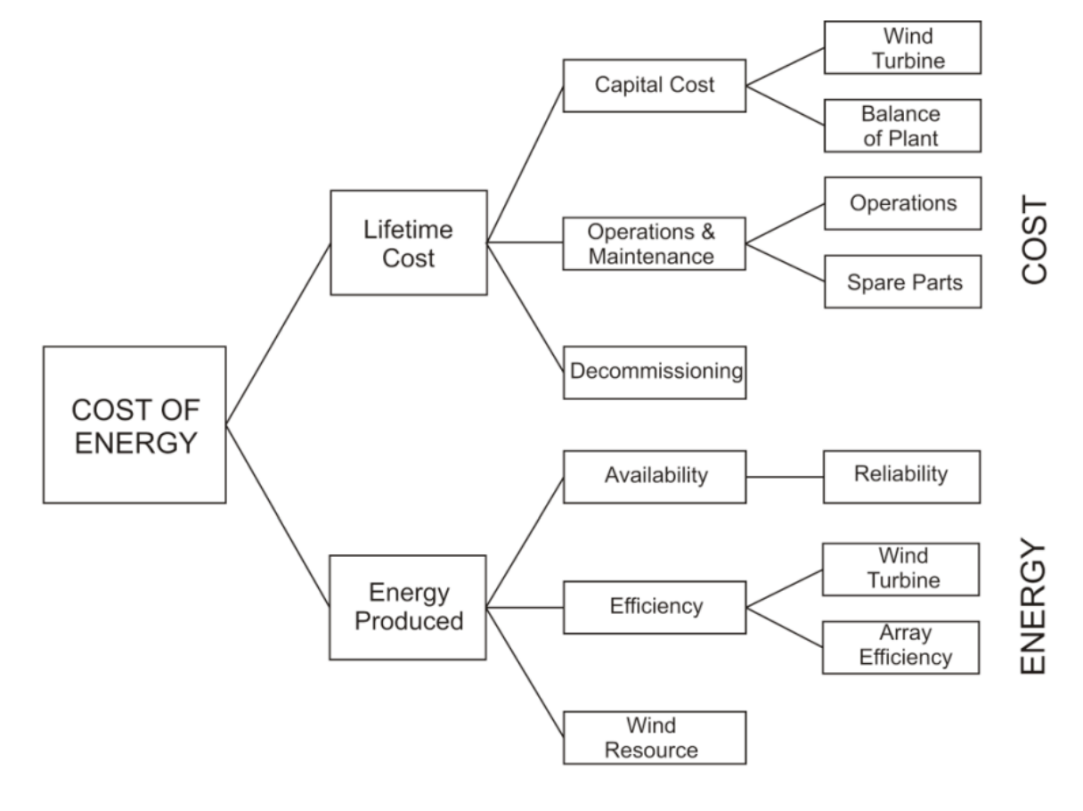 COST OF
ENERGY
Lifetime
Cost
Energy
Produced
Capital Cost
Operations &
Maintenance
Decommissioning
Availability
Efficiency
Wind
Resource
Wind
Turbine
Balance
of Plant
Operations
Spare Parts
Reliability
Wind
Turbine
Array
Efficiency
COST
ENERGY